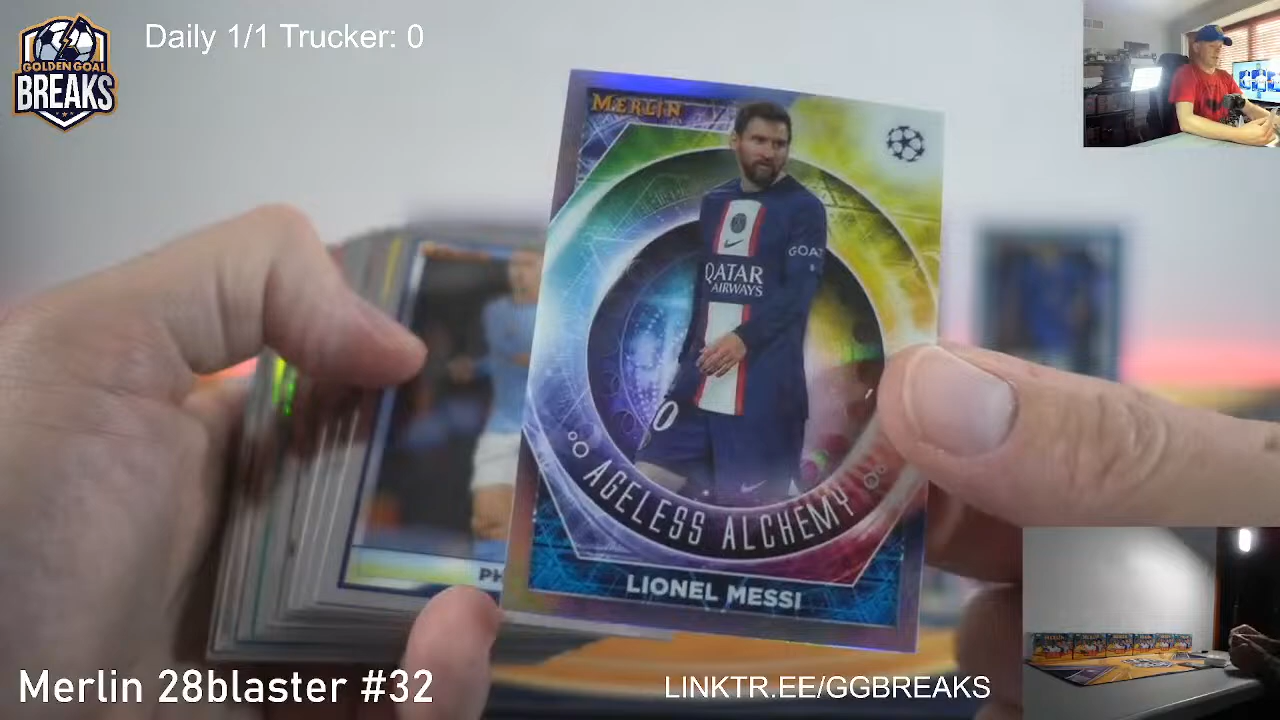 Daily 1/1 Trucker: 0
GOLDEN GOAL
BREAKS
MERLIN
GOAT
QATAR
AIRWAYS
AGELESS ALCHEMY
LIONEL MESSI
PH
Merlin 28blaster #32
LINKTR.EE/GGBREAKS